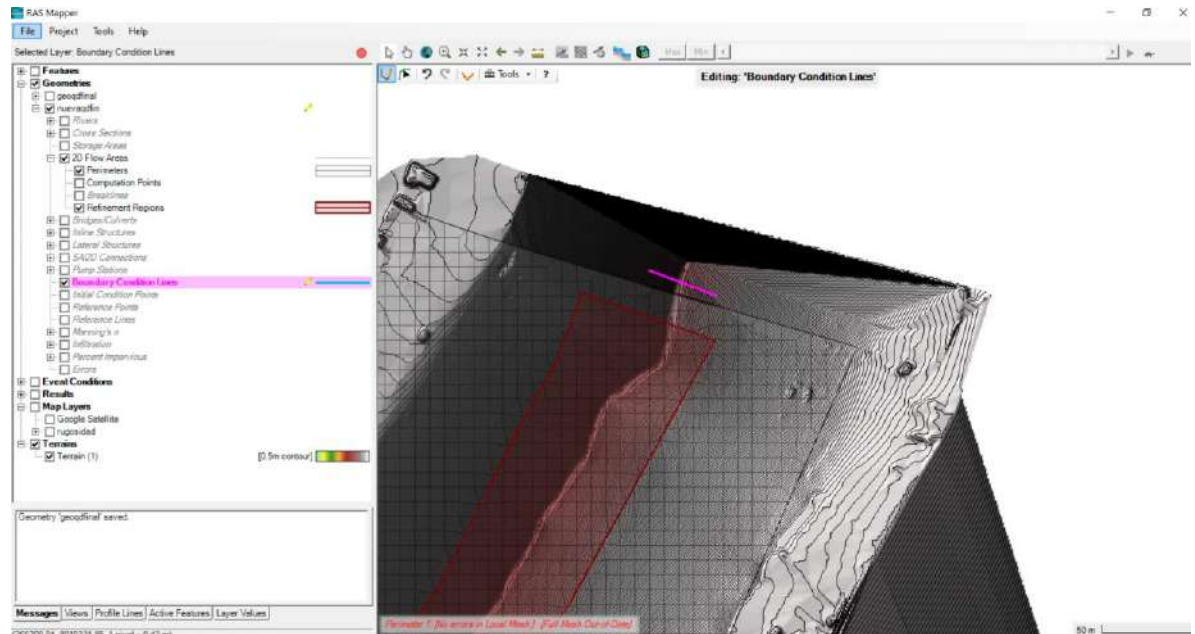 RAS Mapper
File Project Tools Help
Selected Layer: Boundary Condition Lines
Max Min
Tools ?
Editing: 'Boundary Condition Lines'
Features
Geometries
geoqdfinal
nuevaqdfin
Rivers
Cross Sections
Storage Areas
2D Flow Areas
Perimeters
Computation Points
Breaklines
Refinement Regions
Bridges/Culverts
Inline Structures
Lateral Structures
SA/2D Connections
Pump Stations
Boundary Condition Lines
Initial Condition Points
Reference Points
Reference Lines
Manning's n
Infiltration
Percent Impervious
Errors
Event Conditions
Results
Map Layers
Google Satellite
rugosidad
Terrains
Terrain (1) [0.5m contour]
Geometry 'geoqdfinal' saved.
Messages Views Profile Lines Active Features Layer Values
Perimeter 1: [No errors in Local Mesh] [Full Mesh Out-of-Date]
50 m